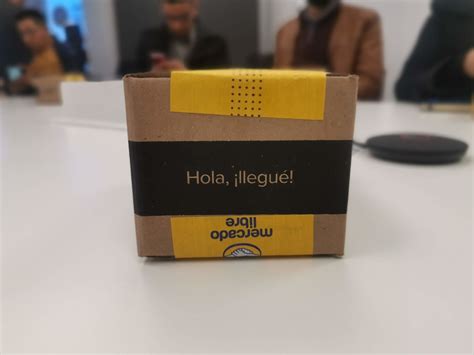 Hola, ¡llegué!
mercado
libre